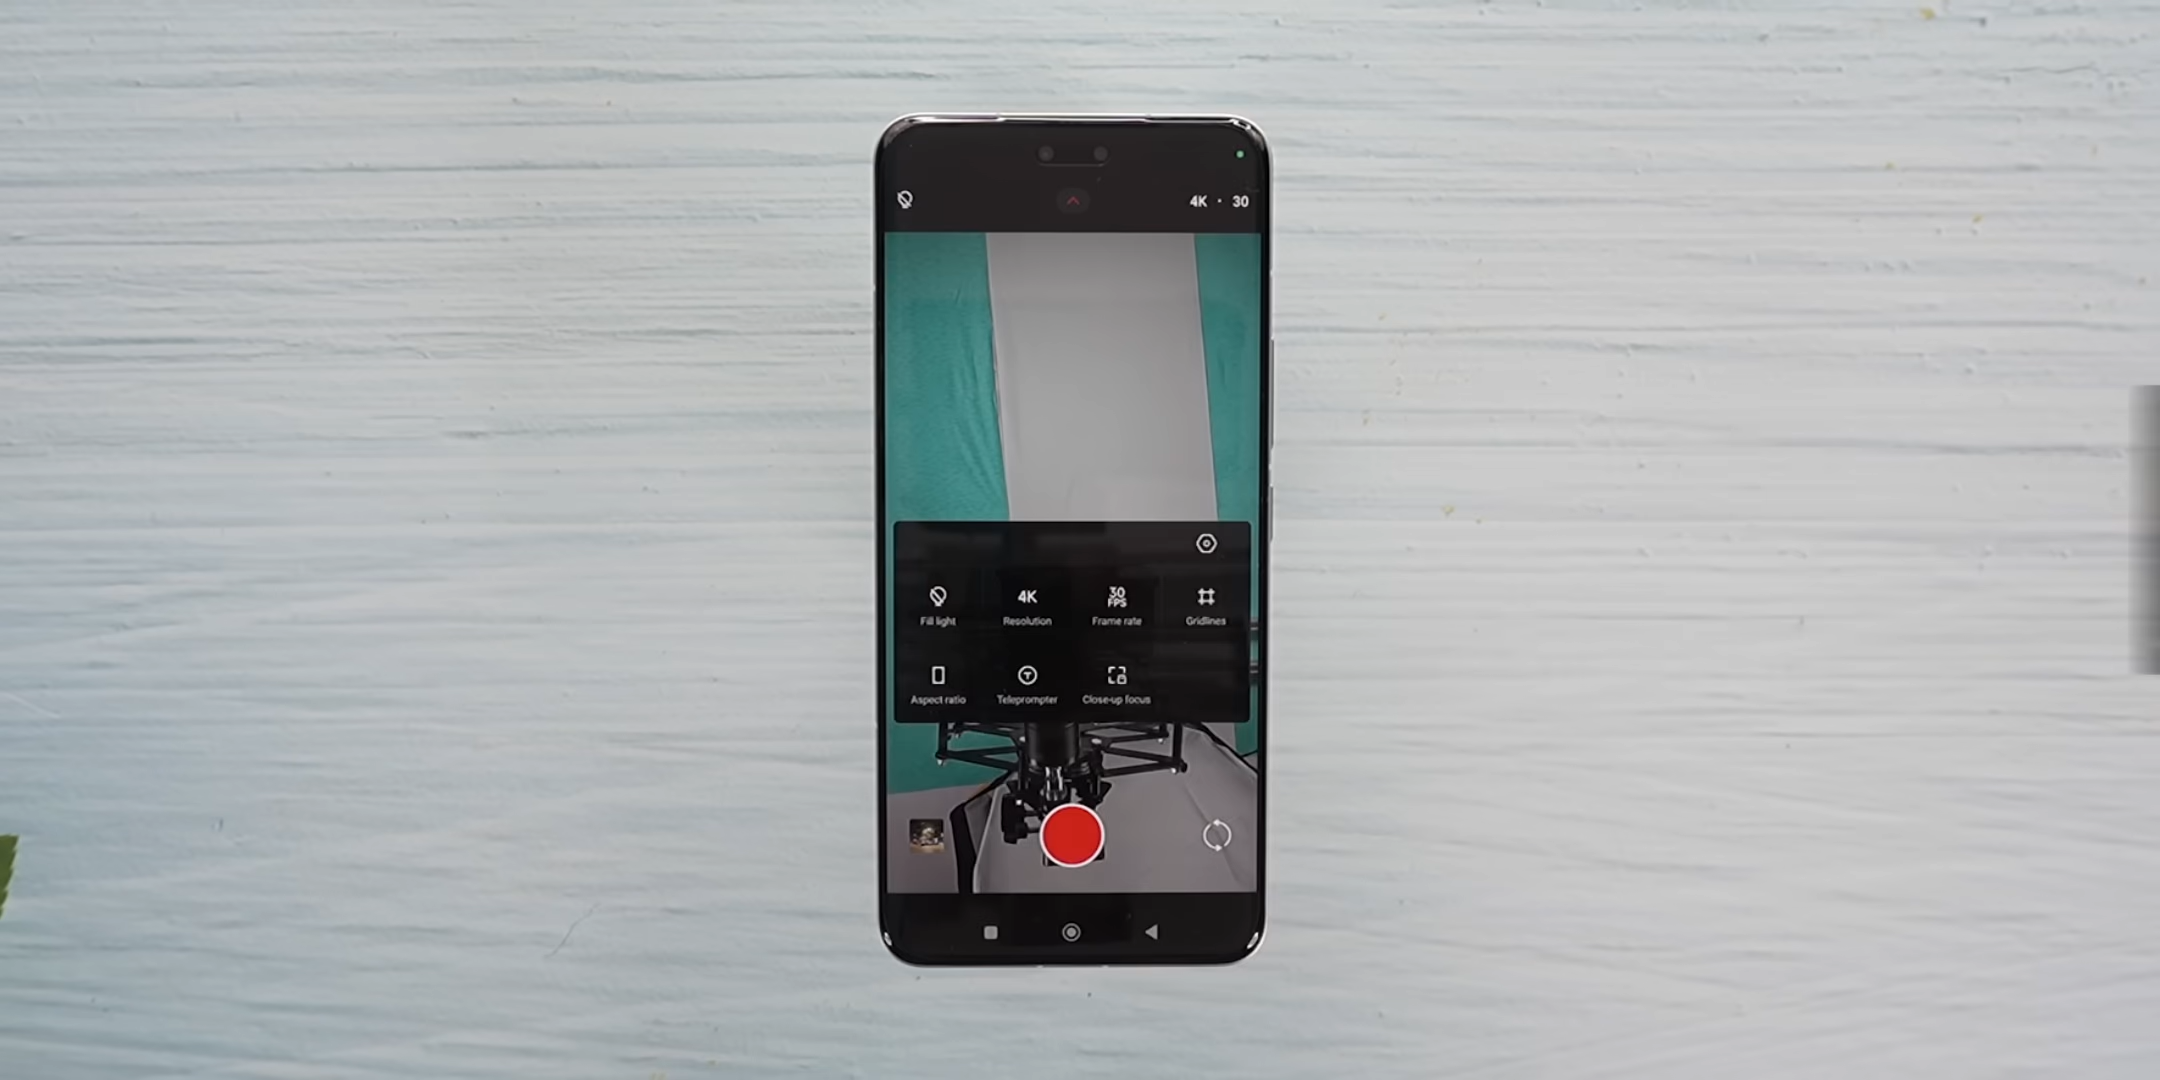 4K · 30
4K
30
FPS
Fill light
Resolution
Frame rate
Gridlines
T
Aspect ratio
Teleprompter
Close-up focus